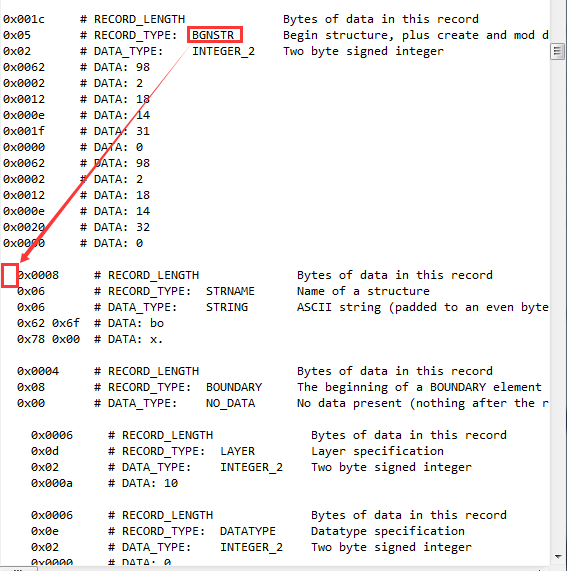 0x001c # RECORD_LENGTH Bytes of data in this record
0x05 # RECORD_TYPE: BGNSTR Begin structure, plus create and mod d
0x02 # DATA_TYPE: INTEGER_2 Two byte signed integer
0x0062 # DATA: 98
0x0002 # DATA: 2
0x0012 # DATA: 18
0x000e # DATA: 14
0x001f # DATA: 31
0x0000 # DATA: 0
0x0062 # DATA: 98
0x0002 # DATA: 2
0x0012 # DATA: 18
0x000e # DATA: 14
0x0020 # DATA: 32
0x0000 # DATA: 0
0x0008 # RECORD_LENGTH Bytes of data in this record
0x06 # RECORD_TYPE: STRNAME Name of a structure
0x06 # DATA_TYPE: STRING ASCII string (padded to an even byte
0x62 0x6f # DATA: bo
0x78 0x00 # DATA: x.
0x0004 # RECORD_LENGTH Bytes of data in this record
0x08 # RECORD_TYPE: BOUNDARY The beginning of a BOUNDARY element
0x00 # DATA_TYPE: NO_DATA No data present (nothing after the r
0x0006 # RECORD_LENGTH Bytes of data in this record
0x0d # RECORD_TYPE: LAYER Layer specification
0x02 # DATA_TYPE: INTEGER_2 Two byte signed integer
0x000a # DATA: 10
0x0006 # RECORD_LENGTH Bytes of data in this record
0x0e # RECORD_TYPE: DATATYPE Datatype specification
0x02 # DATA_TYPE: INTEGER_2 Two byte signed integer
0x0000 # DATA: 0